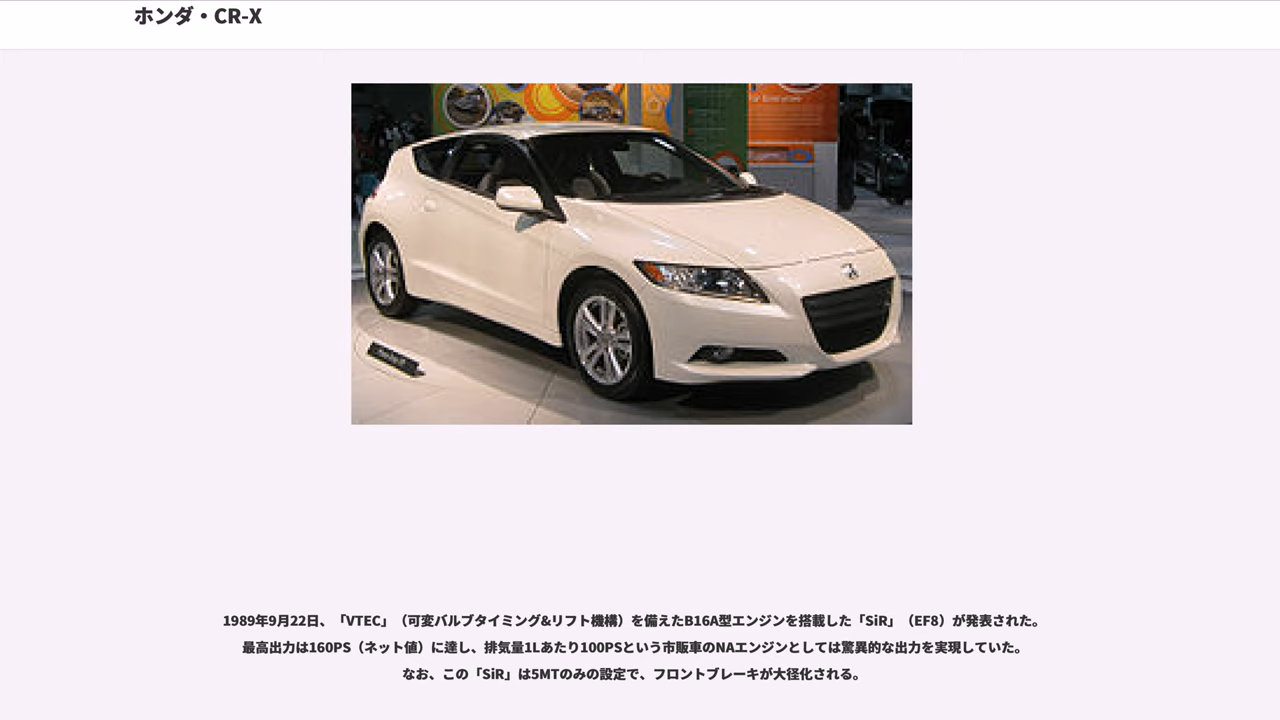 ホンダ・CR-X
1989年9月22日、「VTEC」（可変バルブタイミング&リフト機構）を備えたB16A型エンジンを搭載した「SiR」（EF8）が発表された。
最高出力は160PS（ネット値）に達し、排気量1Lあたり100PSという市販車のNAエンジンとしては驚異的な出力を実現していた。
なお、この「SiR」は5MTのみの設定で、フロントブレーキが大径化される。